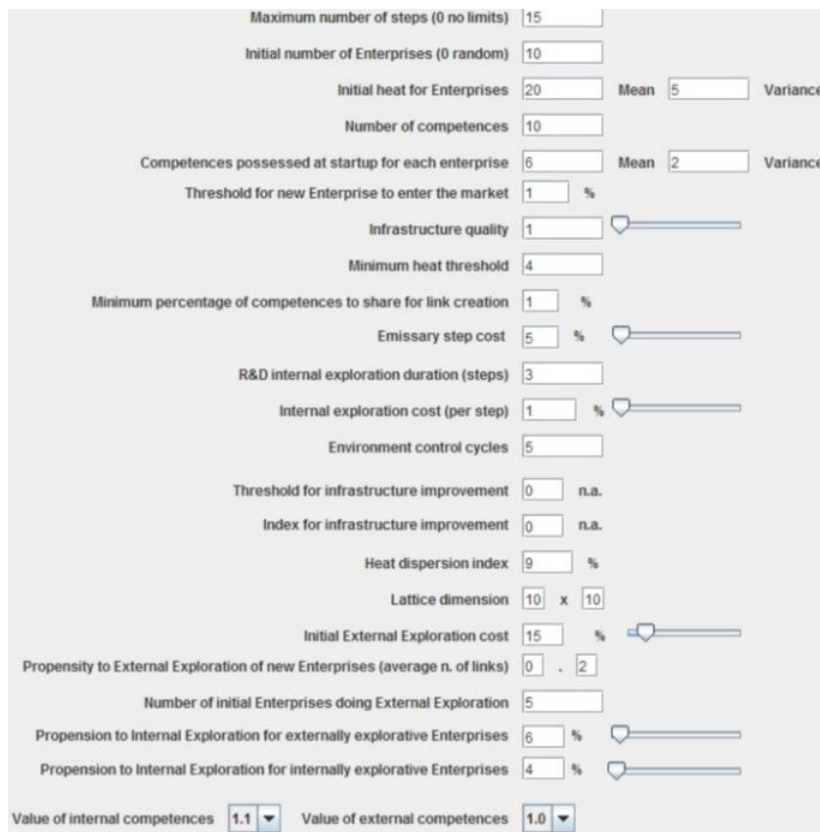 Maximum number of steps (0 no limits) 15
Initial number of Enterprises (0 random) 10
Initial heat for Enterprises 20 Mean 5 Variance
Number of competences 10
Competences possessed at startup for each enterprise 6 Mean 2 Variance
Threshold for new Enterprise to enter the market 1 %
Infrastructure quality 1
Minimum heat threshold 4
Minimum percentage of competences to share for link creation 1 %
Emissary step cost 5 %
R&D internal exploration duration (steps) 3
Internal exploration cost (per step) 1 %
Environment control cycles 5
Threshold for infrastructure improvement 0 n.a.
Index for infrastructure improvement 0 n.a.
Heat dispersion index 9 %
Lattice dimension 10 x 10
Initial External Exploration cost 15 %
Propensity to External Exploration of new Enterprises (average n. of links) 0 . 2
Number of initial Enterprises doing External Exploration 5
Propension to Internal Exploration for externally explorative Enterprises 6 %
Propension to Internal Exploration for internally explorative Enterprises 4 %
Value of internal competences 1.1 Value of external competences 1.0